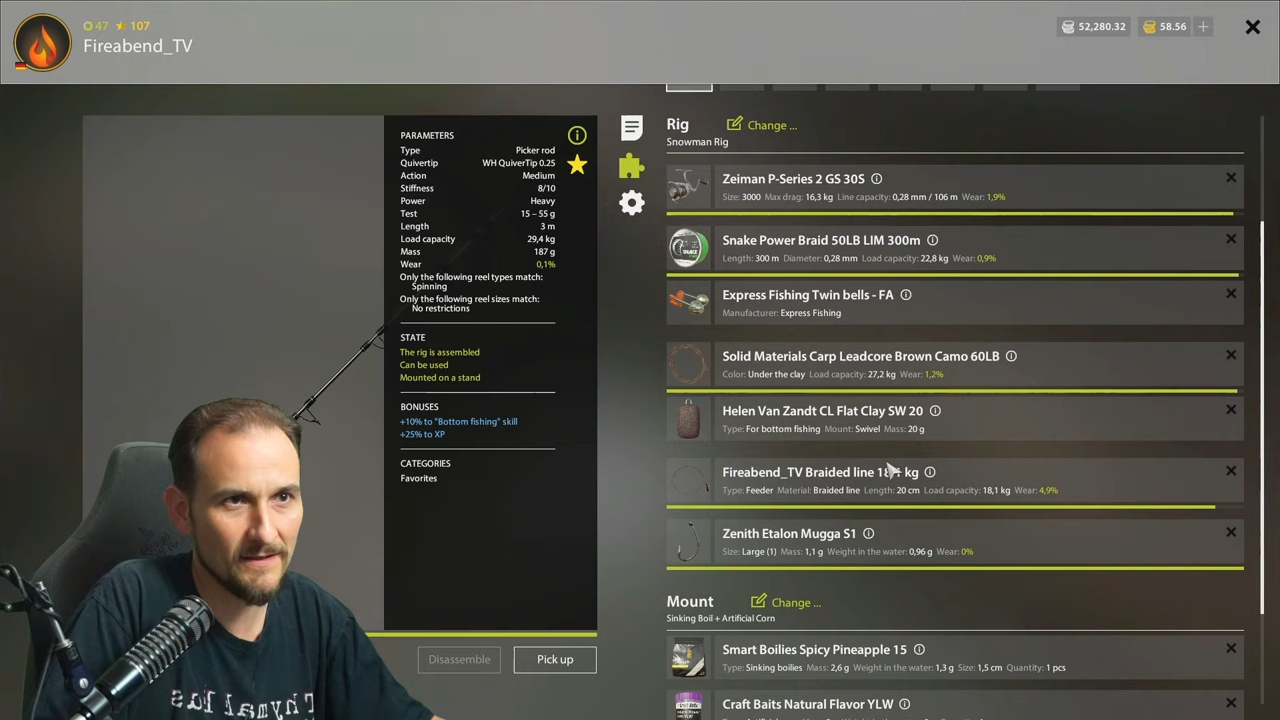 47 107
Fireabend_TV
52,280.32
58.56
PARAMETERS
Type Picker rod
Quivertip WH QuiverTip 0.25
Action Medium
Stiffness 8/10
Power Heavy
Test 15 – 55 g
Length 3 m
Load capacity 29,4 kg
Mass 187 g
Wear 0,1%
Only the following reel types match:
Spinning
Only the following reel sizes match:
No restrictions
STATE
The rig is assembled
Can be used
Mounted on a stand
BONUSES
+10% to "Bottom fishing" skill
+25% to XP
CATEGORIES
Favorites
Disassemble
Pick up
Rig Change ...
Snowman Rig
Zeiman P-Series 2 GS 30S
Size: 3000 Max drag: 16,3 kg Line capacity: 0,28 mm / 106 m Wear: 1,9%
Snake Power Braid 50LB LIM 300m
Length: 300 m Diameter: 0,28 mm Load capacity: 22,8 kg Wear: 0,9%
Express Fishing Twin bells - FA
Manufacturer: Express Fishing
Solid Materials Carp Leadcore Brown Camo 60LB
Color: Under the clay Load capacity: 27,2 kg Wear: 1,2%
Helen Van Zandt CL Flat Clay SW 20
Type: For bottom fishing Mount: Swivel Mass: 20 g
Fireabend_TV Braided line kg
Type: Feeder Material: Braided line Length: 20 cm Load capacity: 18,1 kg Wear: 4,9%
Zenith Etalon Mugga S1
Size: Large (1) Mass: 1,1 g Weight in the water: 0,96 g Wear: 0%
Mount Change ...
Sinking Boil + Artificial Corn
Smart Boilies Spicy Pineapple 15
Type: Sinking boilies Mass: 2,6 g Weight in the water: 1,3 g Size: 1,5 cm Quantity: 1 pcs
Craft Baits Natural Flavor YLW